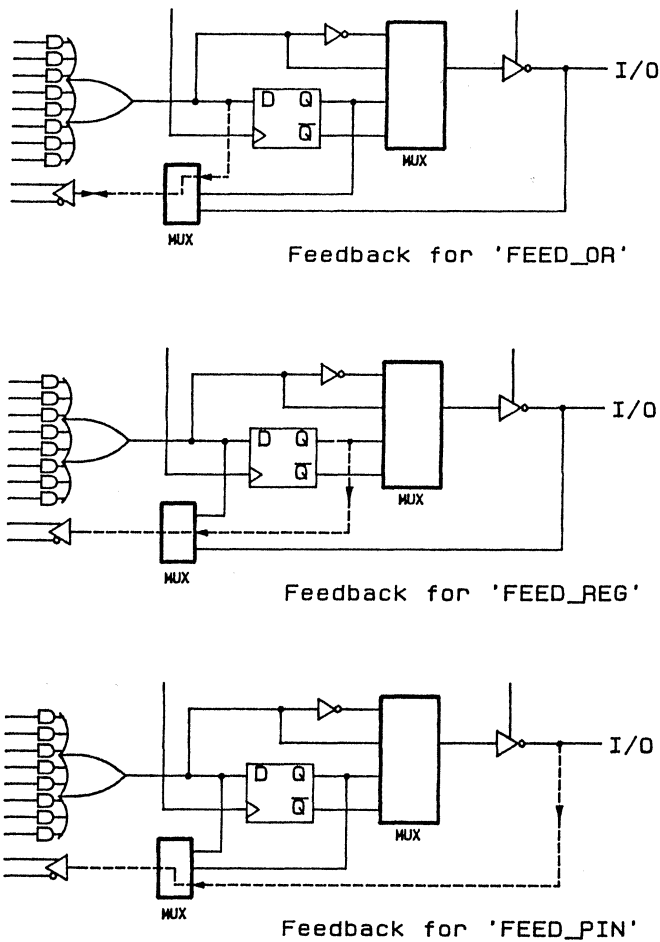 I/O
D Q
Q̅
MUX
MUX
Feedback for 'FEED_OR'
I/O
D Q
Q̅
MUX
MUX
Feedback for 'FEED_REG'
I/O
D Q
Q̅
MUX
MUX
Feedback for 'FEED_PIN'